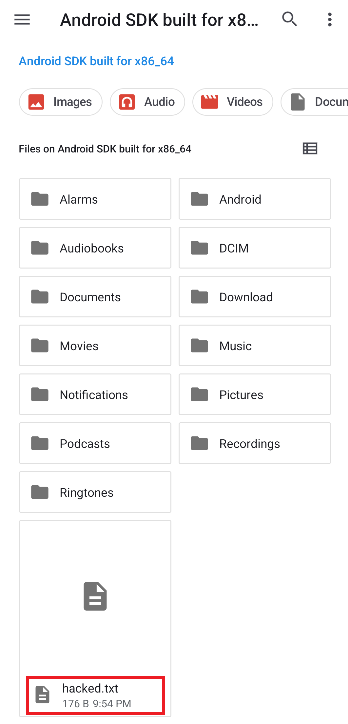 Android SDK built for x8...
Android SDK built for x86_64
Images
Audio
Videos
Docun
Files on Android SDK built for x86_64
Alarms
Android
Audiobooks
DCIM
Documents
Download
Movies
Music
Notifications
Pictures
Podcasts
Recordings
Ringtones
hacked.txt
176 B 9:54 PM